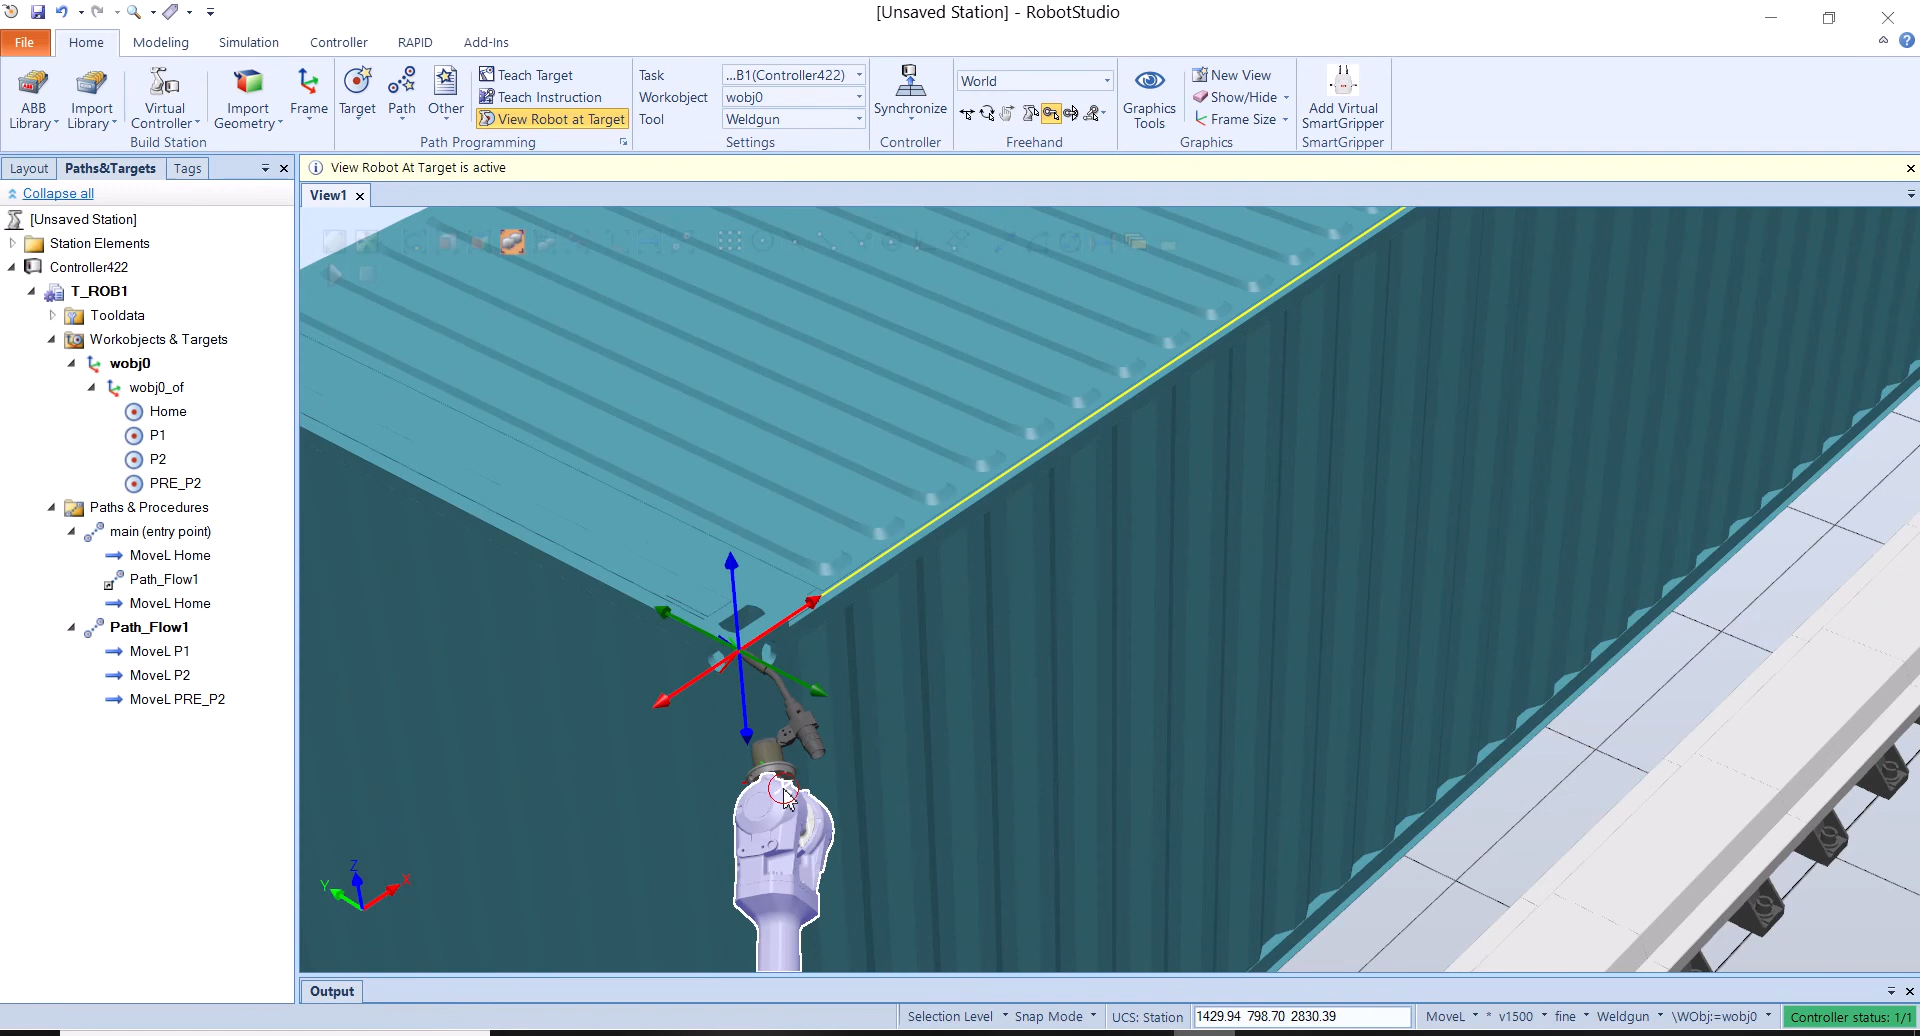 [Unsaved Station] - RobotStudio
File
Home
Modeling
Simulation
Controller
RAPID
Add-Ins
ABB Library
Import Library
Virtual Controller
Import Geometry
Frame
Build Station
Target
Path
Other
Teach Target
Teach Instruction
View Robot at Target
Path Programming
Task
...B1(Controller422)
Workobject
wobj0
Tool
Weldgun
Settings
Synchronize
Controller
World
Freehand
Graphics Tools
New View
Show/Hide
Frame Size
Graphics
Add Virtual SmartGripper
SmartGripper
Layout
Paths&Targets
Tags
Collapse all
[Unsaved Station]
Station Elements
Controller422
T_ROB1
Tooldata
Workobjects & Targets
wobj0
wobj0_of
Home
P1
P2
PRE_P2
Paths & Procedures
main (entry point)
MoveL Home
Path_Flow1
MoveL Home
Path_Flow1
MoveL P1
MoveL P2
MoveL PRE_P2
View Robot At Target is active
View1
Z
Y
X
Output
Selection Level
Snap Mode
UCS: Station
1429.94 798.70 2830.39
MoveL
* v1500
fine
Weldgun
\WObj:=wobj0
Controller status: 1/1